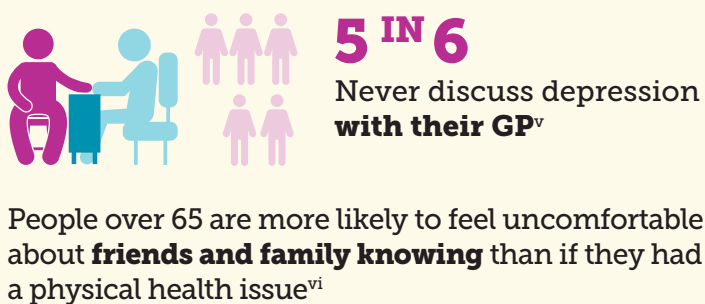 5 IN 6
Never discuss depression
with their GPv
People over 65 are more likely to feel uncomfortable
about friends and family knowing than if they had
a physical health issuevi